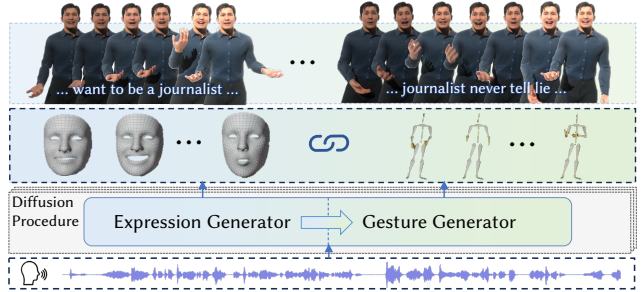 ... want to be a journalist ...
... journalist never tell lie ...
Diffusion
Procedure
Expression Generator
Gesture Generator